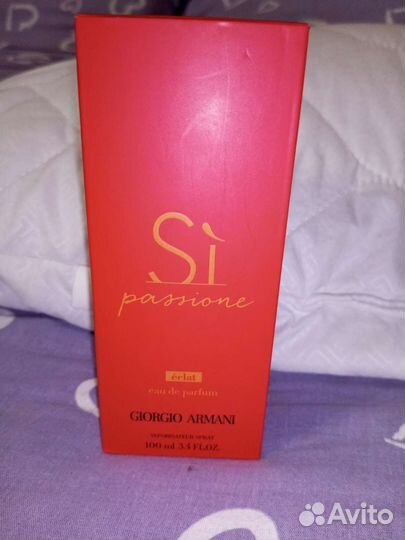 Sì
passione
éclat
eau de parfum
GIORGIO ARMANI
VAPORISATEUR SPRAY
100 ml 3.4 FL.OZ.
Avito